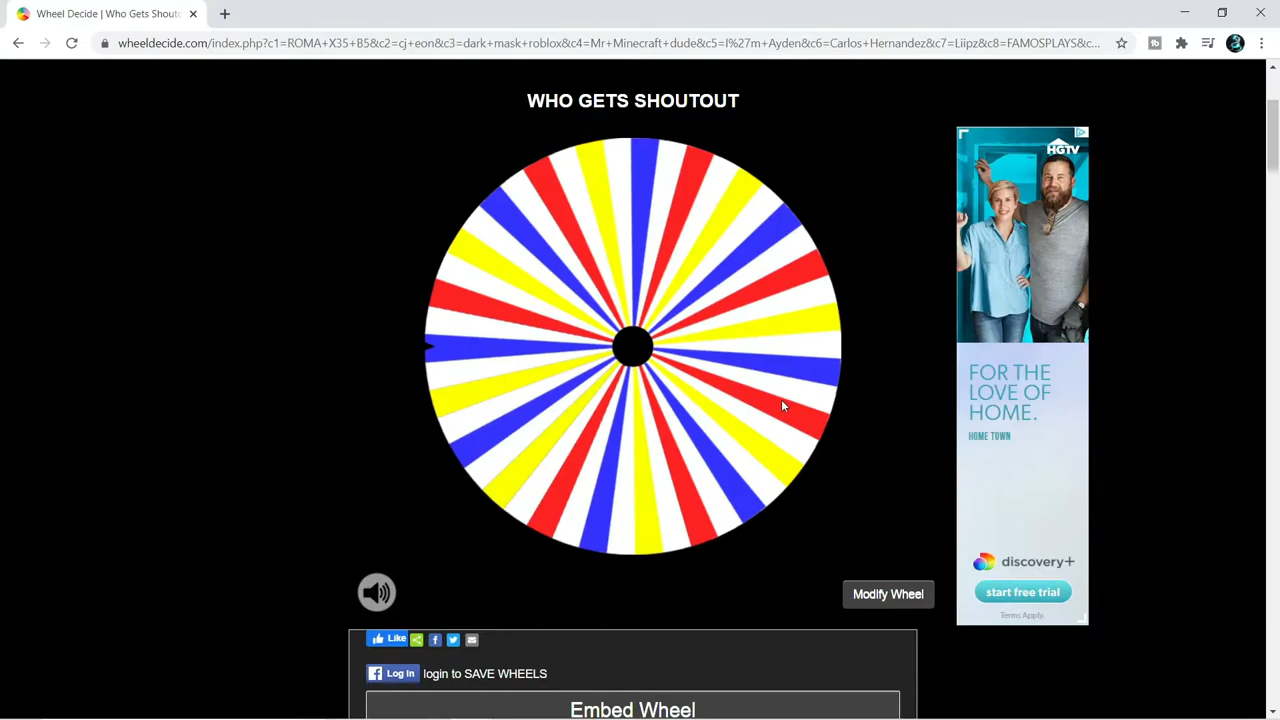 Wheel Decide | Who Gets Shouto
wheeldecide.com/index.php?c1=ROMA+X35+B5&c2=cj+eon&c3=dark+mask+roblox&c4=Mr+Minecraft+dude&c5=I%27m+Ayden&c6=Carlos+Hernandez&c7=Liipz&c8=FAMOSPLAYS&c...
WHO GETS SHOUTOUT
HGTV
FOR THE
LOVE OF
HOME.
HOME TOWN
discovery+
start free trial
Terms Apply.
Modify Wheel
Like
Log In login to SAVE WHEELS
Embed Wheel